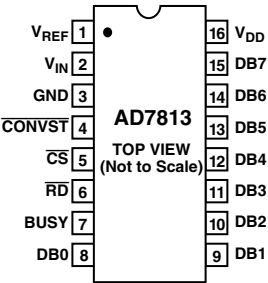 VREF 1 16 VDD
VIN 2 15 DB7
GND 3 14 DB6
CONVST 4 AD7813 13 DB5
CS 5 TOP VIEW 12 DB4
(Not to Scale)
RD 6 11 DB3
BUSY 7 10 DB2
DB0 8 9 DB1